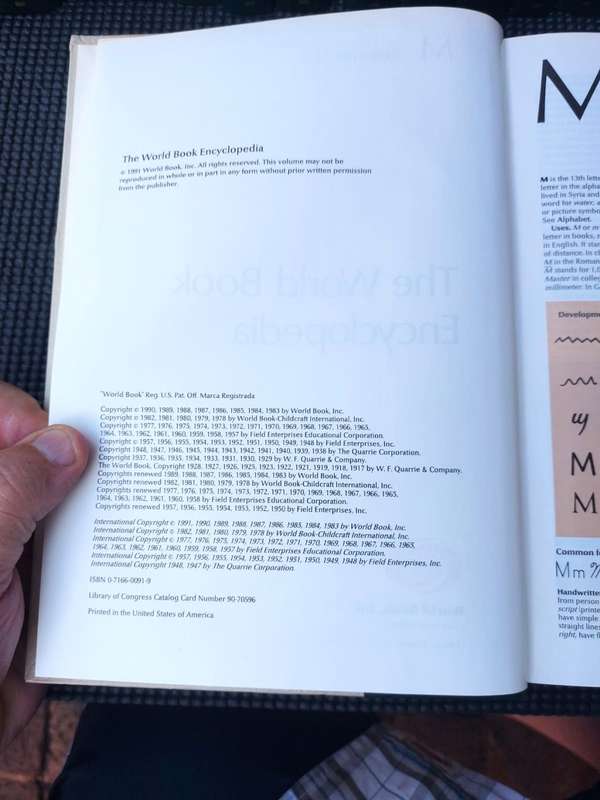 The World Book Encyclopedia
© 1991 World Book, Inc. All rights reserved. This volume may not be
reproduced in whole or in part in any form without prior written permission
from the publisher.
"World Book" Reg. U.S. Pat. Off. Marca Registrada
Copyright © 1990, 1989, 1988, 1987, 1986, 1985, 1984, 1983 by World Book, Inc.
Copyright © 1982, 1981, 1980, 1979, 1978 by World Book-Childcraft International, Inc.
Copyright © 1977, 1976, 1975, 1974, 1973, 1972, 1971, 1970, 1969, 1968, 1967, 1966, 1965,
1964, 1963, 1962, 1961, 1960, 1959, 1958, 1957 by Field Enterprises Educational Corporation.
Copyright © 1957, 1956, 1955, 1954, 1953, 1952, 1951, 1950, 1949, 1948 by Field Enterprises, Inc.
Copyright 1948, 1947, 1946, 1945, 1944, 1943, 1942, 1941, 1940, 1939, 1938 by The Quarrie Corporation.
Copyright 1937, 1936, 1935, 1934, 1933, 1931, 1930, 1929 by W. F. Quarrie & Company.
The World Book, Copyright 1928, 1927, 1926, 1925, 1923, 1922, 1921, 1919, 1918, 1917 by W. F. Quarrie & Company.
Copyrights renewed 1989, 1988, 1987, 1986, 1985, 1984, 1983 by World Book, Inc.
Copyrights renewed 1982, 1981, 1980, 1979, 1978 by World Book-Childcraft International, Inc.
Copyrights renewed 1977, 1976, 1975, 1974, 1973, 1972, 1971, 1970, 1969, 1968, 1967, 1966, 1965,
1964, 1963, 1962, 1961, 1960, 1958 by Field Enterprises Educational Corporation.
Copyrights renewed 1957, 1936, 1955, 1954, 1953, 1952, 1950 by Field Enterprises, Inc.
International Copyright © 1991, 1990, 1989, 1988, 1987, 1986, 1985, 1984, 1983 by World Book, Inc.
International Copyright © 1982, 1981, 1980, 1979, 1978 by World Book-Childcraft International, Inc.
International Copyright © 1977, 1976, 1975, 1974, 1973, 1972, 1971, 1970, 1969, 1968, 1967, 1966, 1965,
1964, 1963, 1962, 1961, 1960, 1959, 1958, 1957 by Field Enterprises Educational Corporation.
International Copyright © 1957, 1956, 1955, 1954, 1953, 1952, 1951, 1950, 1949, 1948 by Field Enterprises, Inc.
International Copyright 1948, 1947 by The Quarrie Corporation.
ISBN 0-7166-0091-9
Library of Congress Catalog Card Number 90-70596
Printed in the United States of America
M
M is the 13th
letter in the
lived in Syria and
word for water,
or picture
See Alphabet.
Uses. M or m
letter in books,
in English. It
of distance. In
M in the Roman
M stands for
Master in
millimeter. In
M
M
Common
Mm
from person
script
have simple
straight
right, have